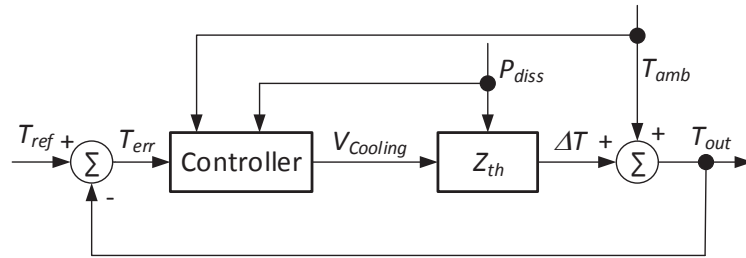 P_diss
T_amb
T_ref +
T_err
V_Cooling
ΔT +
+
T_out
Σ
Controller
Z_th
Σ
-